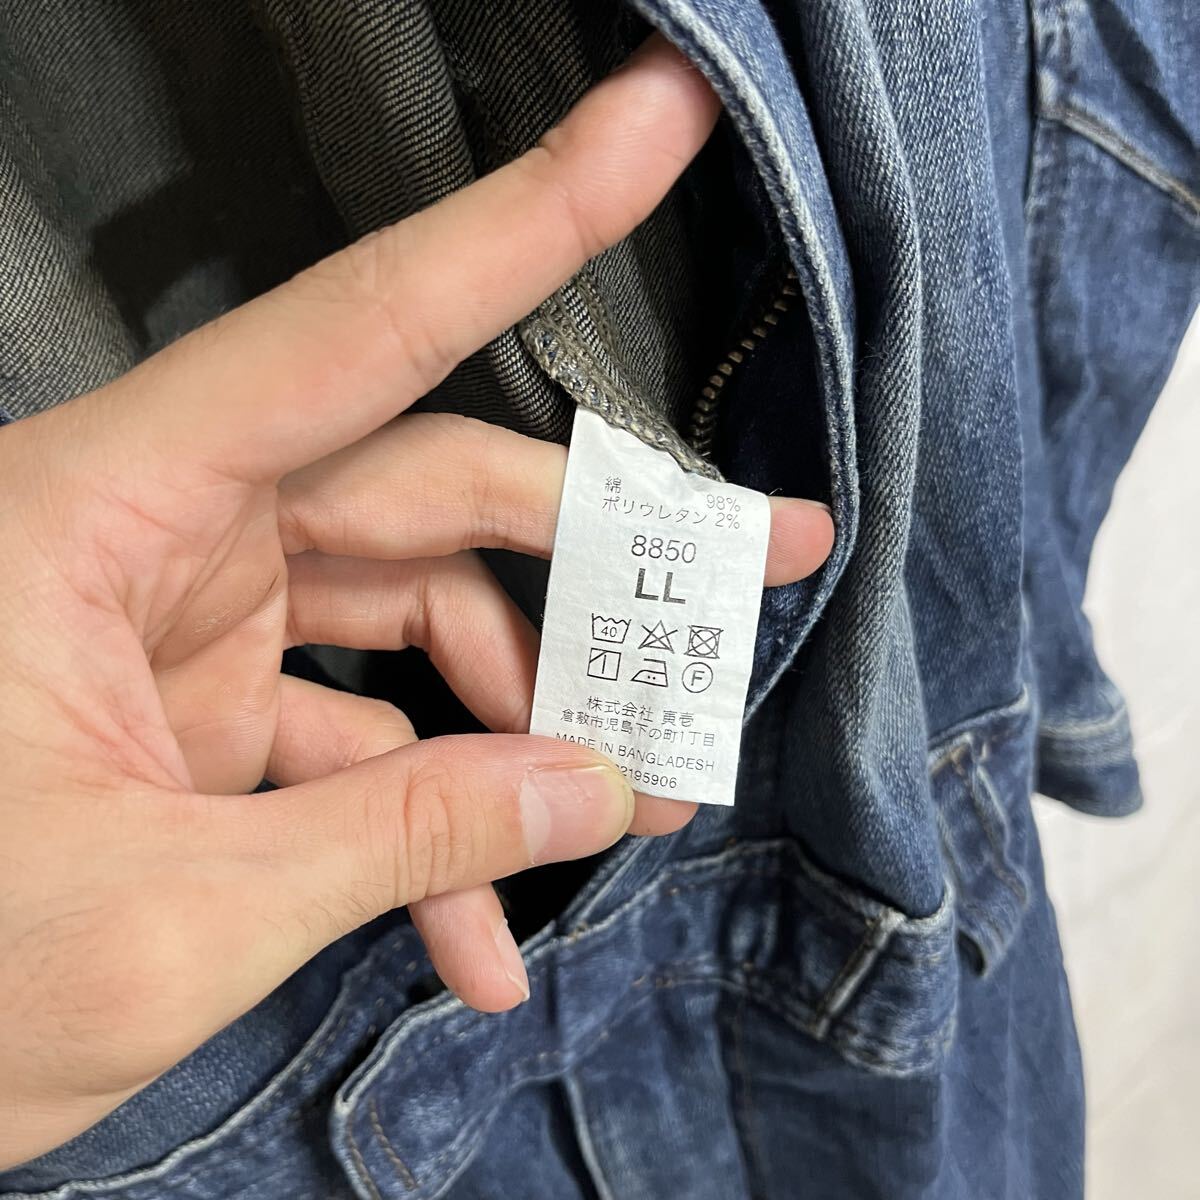 綿 98%
ポリウレタン 2%
8850
LL
40
F
株式会社 寅壱
倉敷市児島下の町1丁目
MADE IN BANGLADESH
2195906